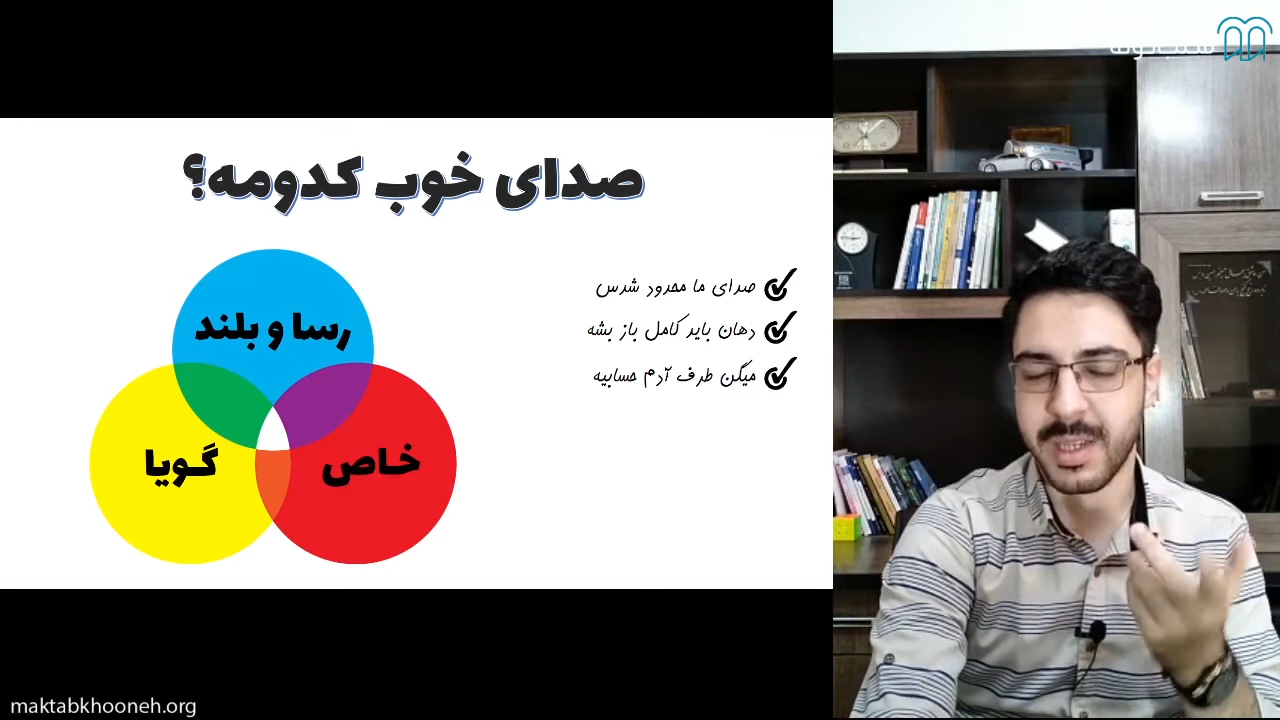 صدای خوب کدومه؟
رسا و بلند
گویا
خاص
صدای ما محدود شدس
دهان باید کامل باز بشه
میگن طرف آدم حسابیه
maktabkhooneh.org